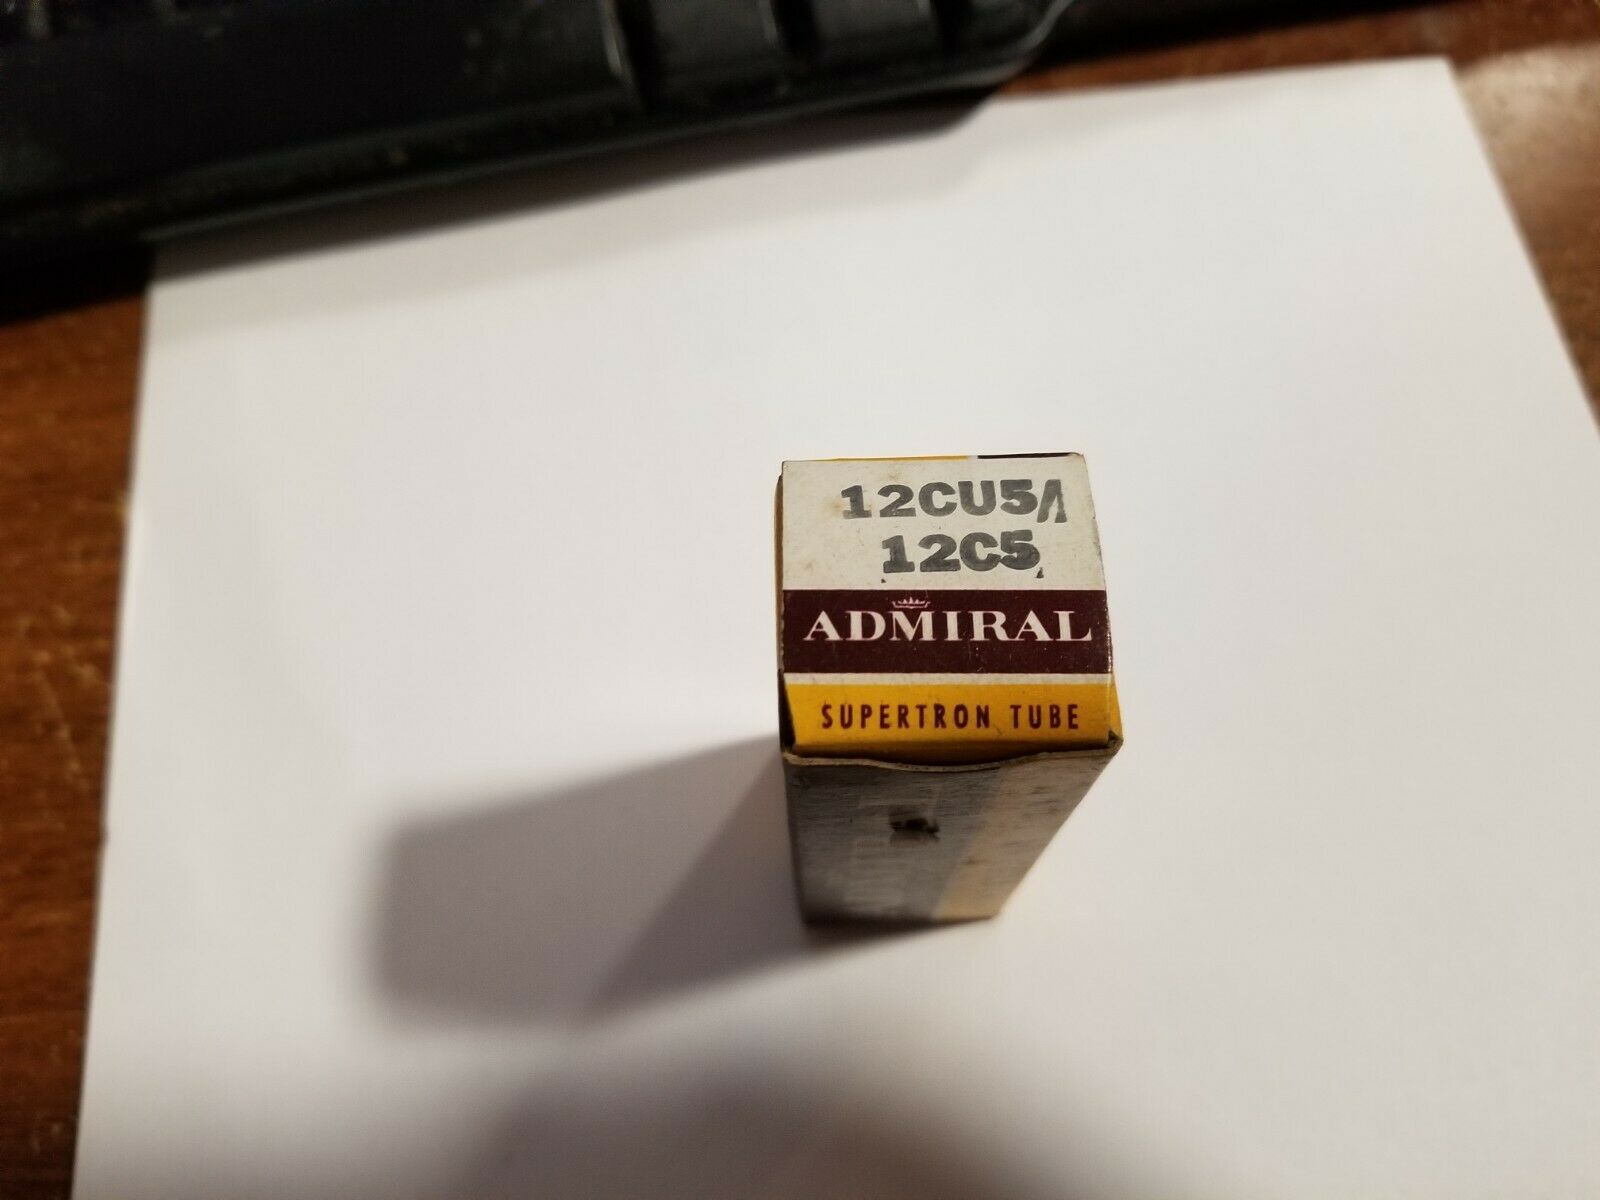 12CU5/
12C5
ADMIRAL
SUPERTRON TUBE